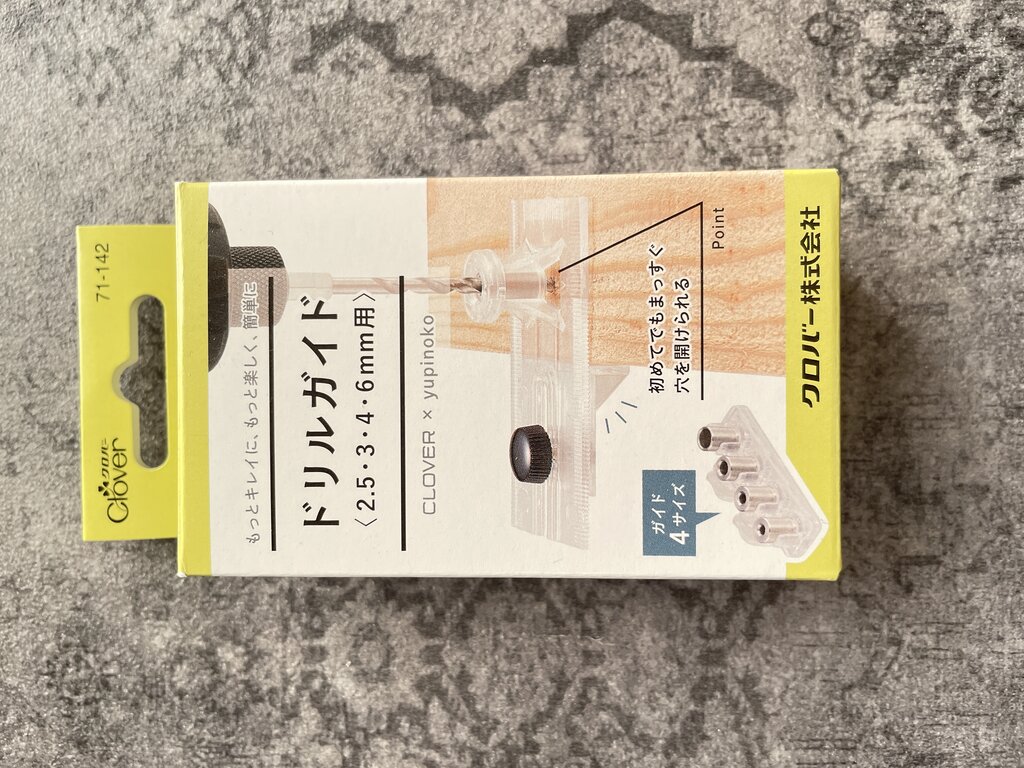 クロバー
Clover
71-142
もっとキレイに、もっと楽しく、簡単に
ドリルガイド
〈2.5・3・4・6mm用〉
CLOVER × yupinoko
初めてでもまっすぐ
穴を開けられる
Point
ガイド
4サイズ
クロバー株式会社